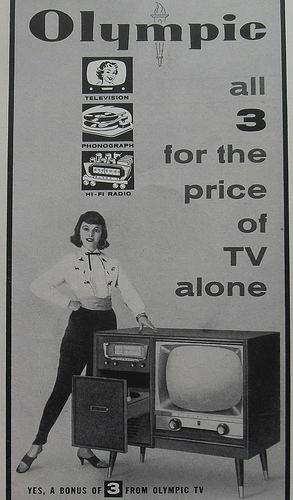 Olympic
TELEVISION
PHONOGRAPH
HI-FI RADIO
all
3
for the
price
of
TV
alone
YES, A BONUS OF 3 FROM OLYMPIC TV